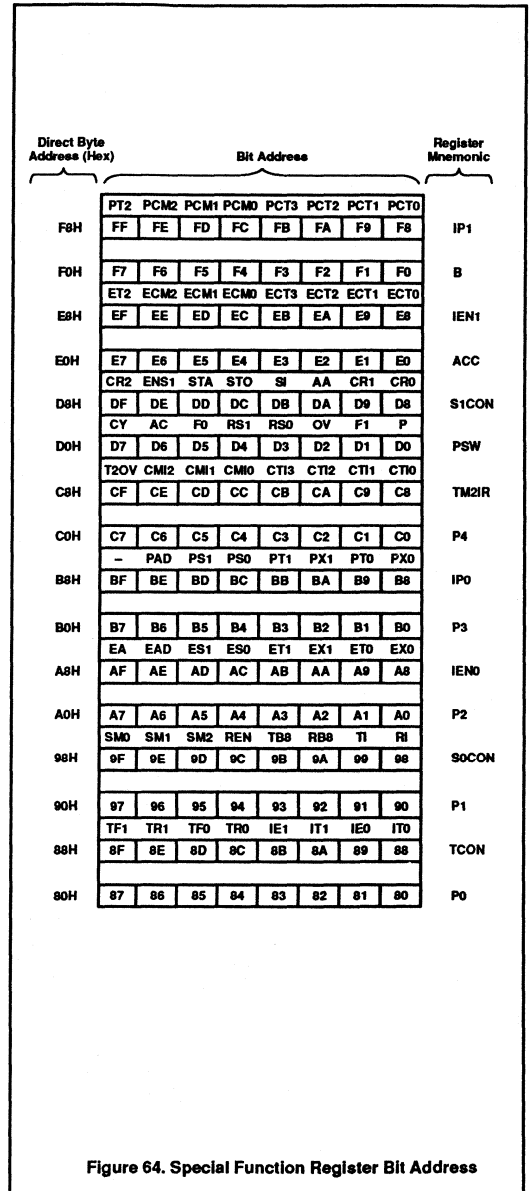 Direct Byte Address (Hex) Bit Address Register Mnemonic
PT2 PCM2 PCM1 PCM0 PCT3 PCT2 PCT1 PCT0
F8H FF FE FD FC FB FA F9 F8 IP1
F0H F7 F6 F5 F4 F3 F2 F1 F0 B
ET2 ECM2 ECM1 ECM0 ECT3 ECT2 ECT1 ECT0
E8H EF EE ED EC EB EA E9 E8 IEN1
E0H E7 E6 E5 E4 E3 E2 E1 E0 ACC
CR2 ENS1 STA STO SI AA CR1 CR0
D8H DF DE DD DC DB DA D9 D8 S1CON
CY AC F0 RS1 RS0 OV F1 P
D0H D7 D6 D5 D4 D3 D2 D1 D0 PSW
T2OV CMI2 CMI1 CMI0 CTI3 CTI2 CTI1 CTI0
C8H CF CE CD CC CB CA C9 C8 TM2IR
C0H C7 C6 C5 C4 C3 C2 C1 C0 P4
– PAD PS1 PS0 PT1 PX1 PT0 PX0
B8H BF BE BD BC BB BA B9 B8 IP0
B0H B7 B6 B5 B4 B3 B2 B1 B0 P3
EA EAD ES1 ES0 ET1 EX1 ET0 EX0
A8H AF AE AD AC AB AA A9 A8 IEN0
A0H A7 A6 A5 A4 A3 A2 A1 A0 P2
SM0 SM1 SM2 REN TB8 RB8 TI RI
98H 9F 9E 9D 9C 9B 9A 99 98 S0CON
90H 97 96 95 94 93 92 91 90 P1
TF1 TR1 TF0 TR0 IE1 IT1 IE0 IT0
88H 8F 8E 8D 8C 8B 8A 89 88 TCON
80H 87 86 85 84 83 82 81 80 P0
Figure 64. Special Function Register Bit Address